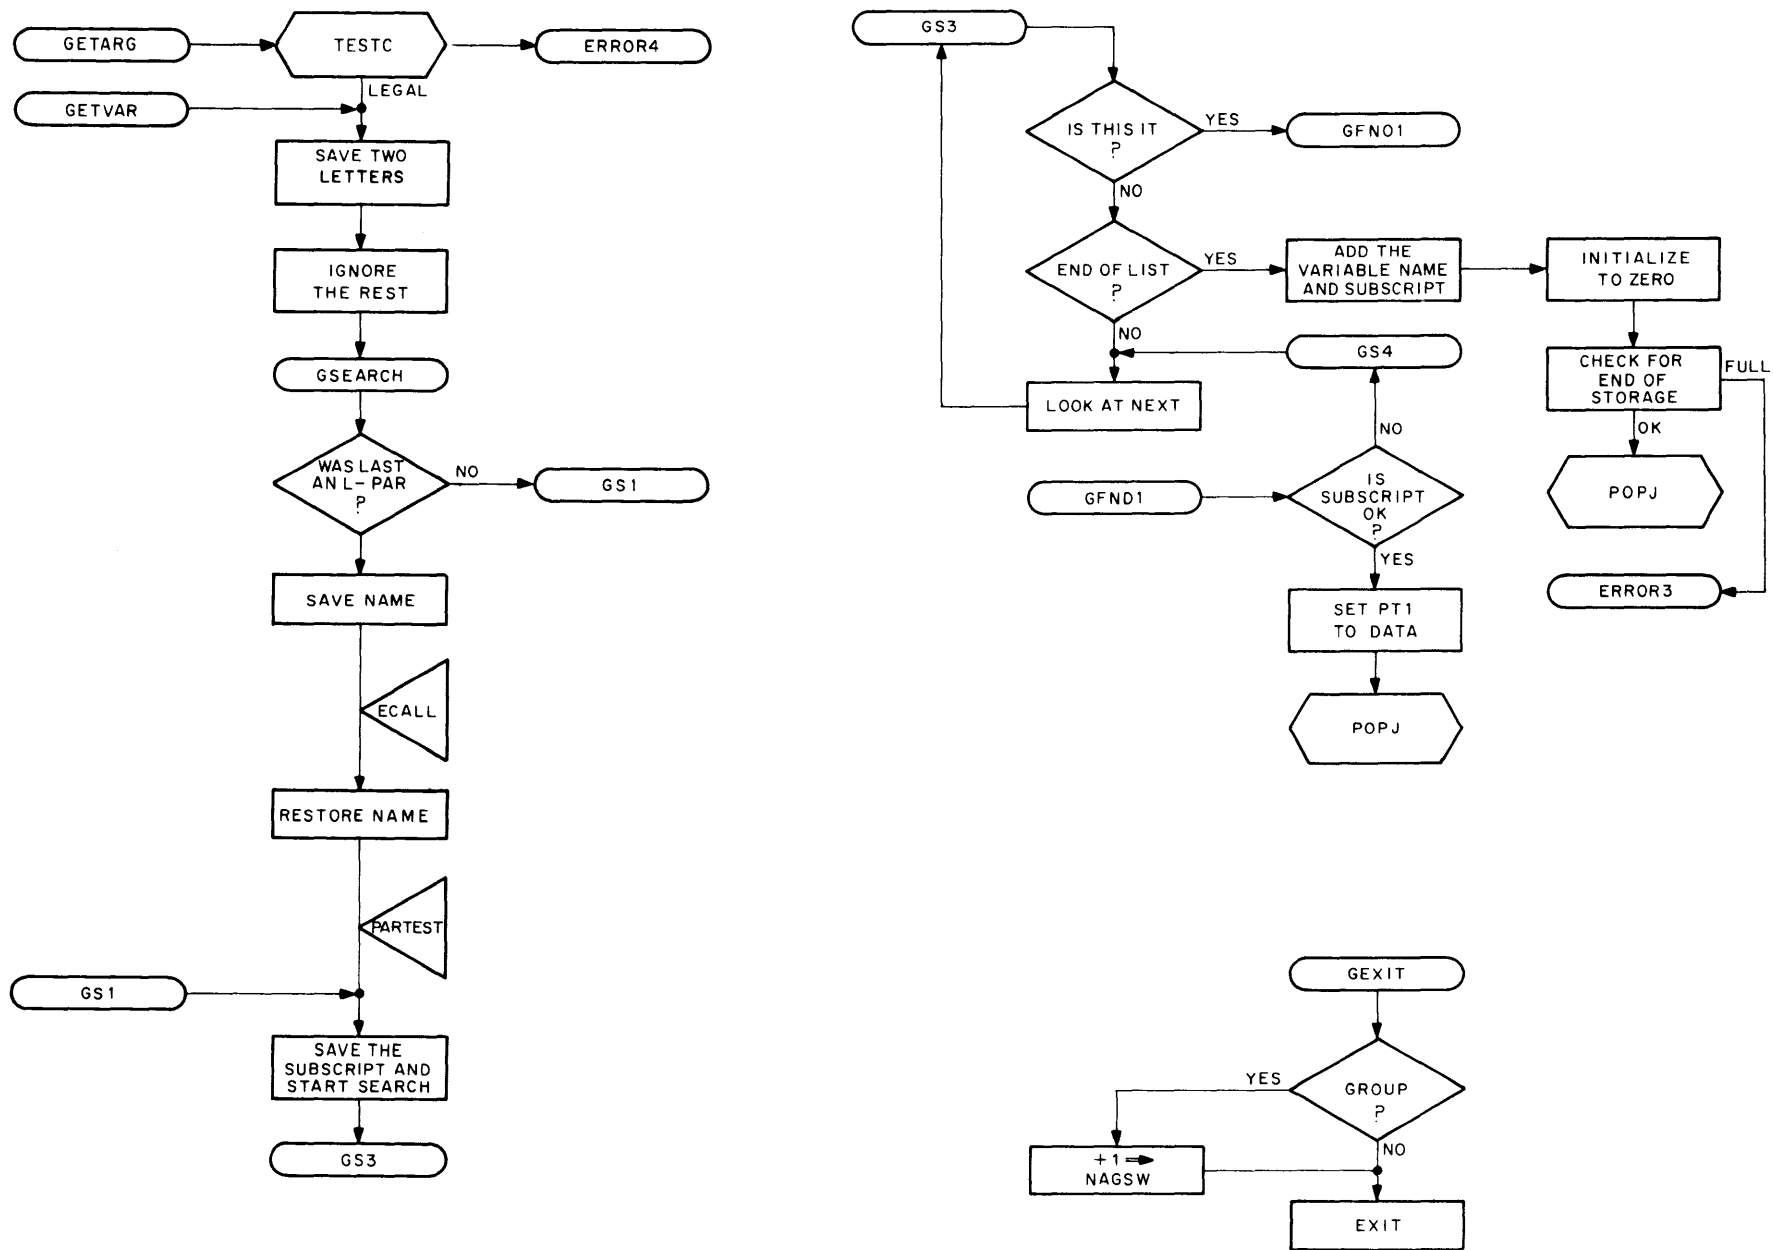 GETARG
TESTC
ERROR4
LEGAL
GETVAR
SAVE TWO
LETTERS
IGNORE
THE REST
GSEARCH
WAS LAST
AN L-PAR
?
NO
GS1
SAVE NAME
ECALL
RESTORE NAME
PARTEST
GS1
SAVE THE
SUBSCRIPT AND
START SEARCH
GS3
GS3
IS THIS IT
?
YES
GFNO1
NO
END OF LIST
?
YES
ADD THE
VARIABLE NAME
AND SUBSCRIPT
INITIALIZE
TO ZERO
NO
GS4
LOOK AT NEXT
CHECK FOR
END OF
STORAGE
FULL
OK
POPJ
ERROR3
NO
GFND1
IS
SUBSCRIPT
OK
?
YES
SET PT1
TO DATA
POPJ
GEXIT
GROUP
?
YES
NO
+1 ⇒
NAGSW
EXIT